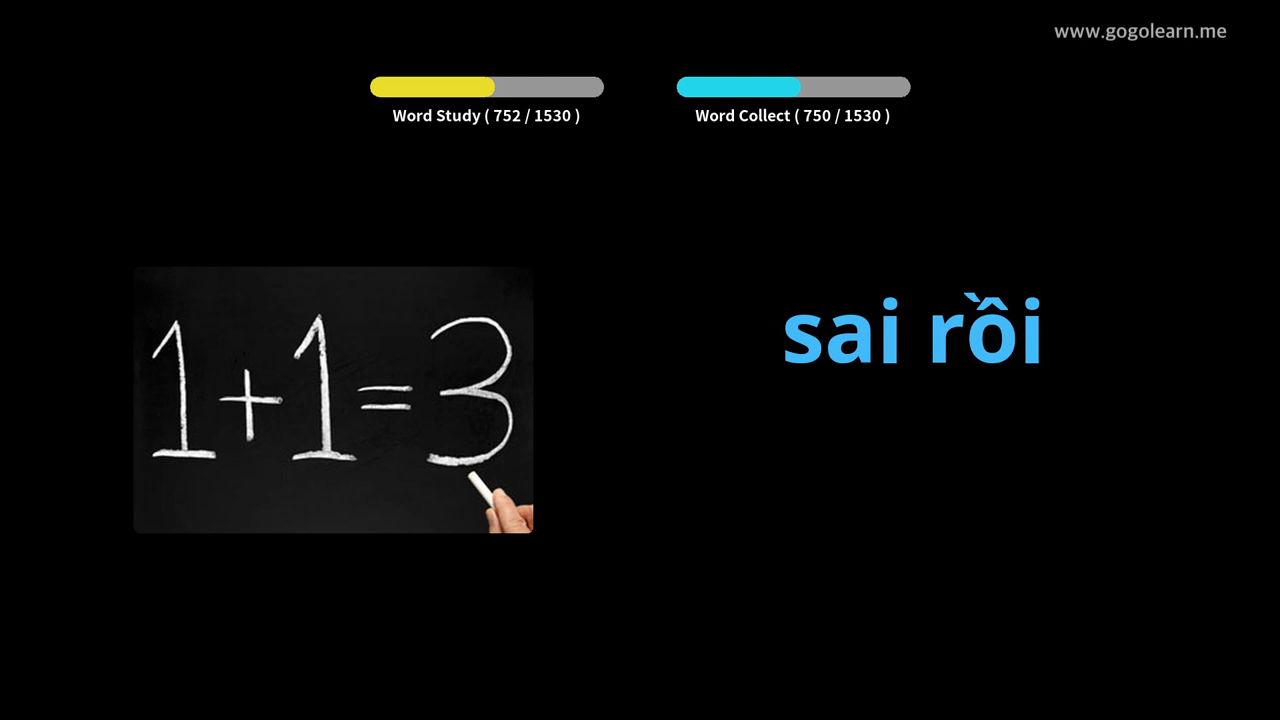 www.gogolearn.me
Word Study ( 752 / 1530 )
Word Collect ( 750 / 1530 )
1+1=3
sai rồi